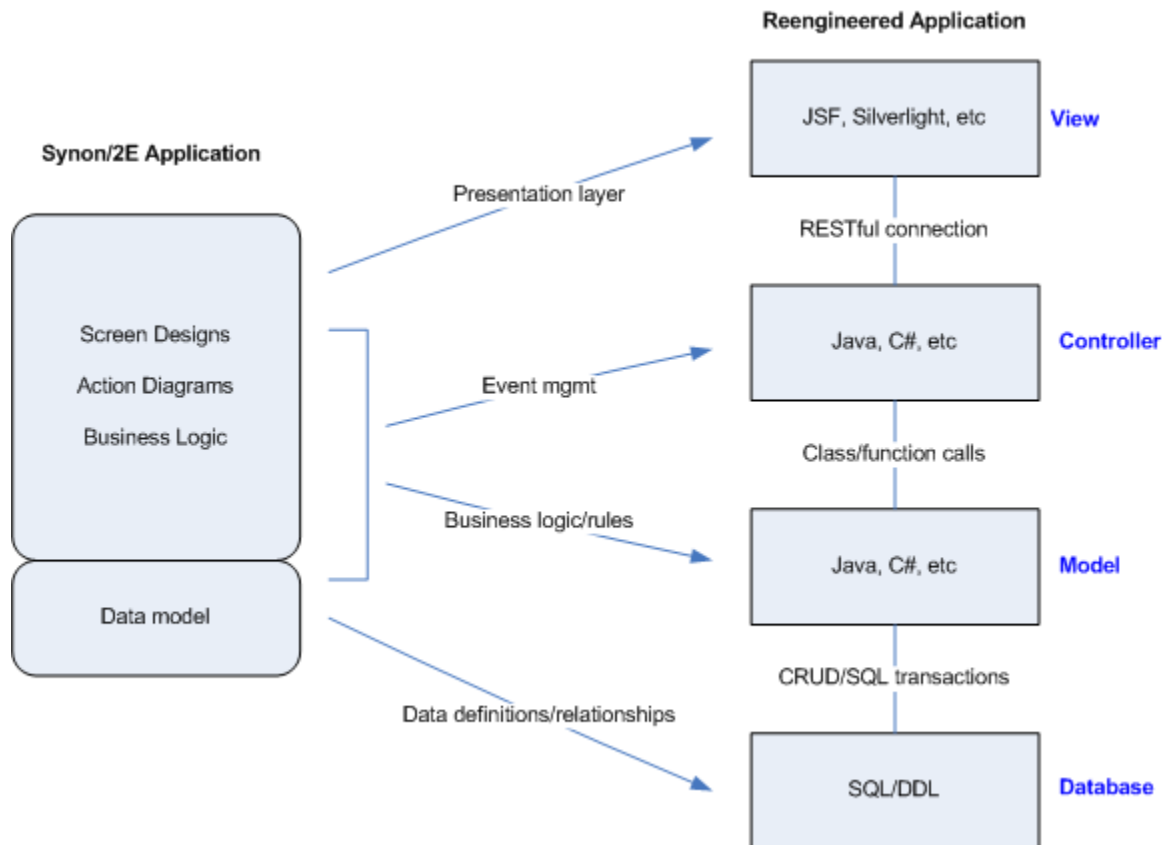 Reengineered Application
JSF, Silverlight, etc
View
Synon/2E Application
Presentation layer
RESTful connection
Screen Designs
Action Diagrams
Business Logic
Java, C#, etc
Controller
Event mgmt
Class/function calls
Business logic/rules
Java, C#, etc
Model
Data model
CRUD/SQL transactions
Data definitions/relationships
SQL/DDL
Database